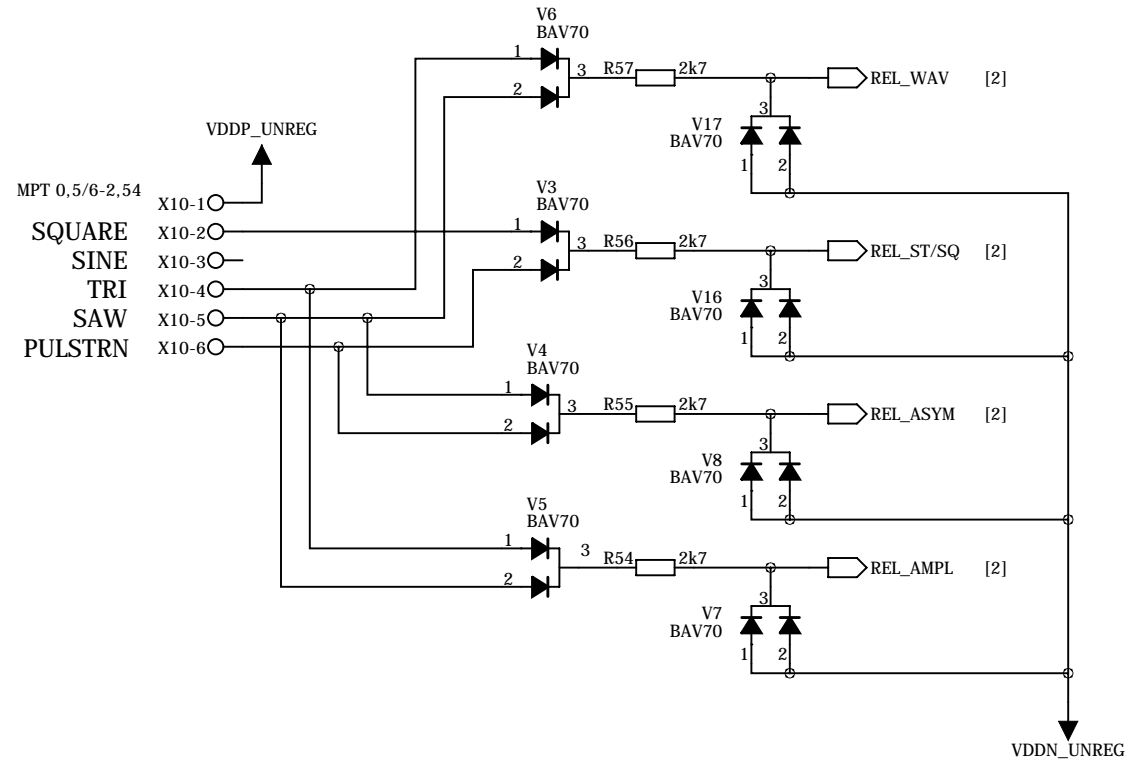 V6
BAV70
1
2
3
R57
2k7
REL_WAV [2]
V17
BAV70
3
1
2
VDDP_UNREG
MPT 0,5/6-2,54
X10-1
SQUARE X10-2
SINE X10-3
TRI X10-4
SAW X10-5
PULSTRN X10-6
V3
BAV70
1
2
3
R56
2k7
REL_ST/SQ [2]
V16
BAV70
3
1
2
V4
BAV70
1
2
3
R55
2k7
REL_ASYM [2]
V8
BAV70
3
1
2
V5
BAV70
1
2
3
R54
2k7
REL_AMPL [2]
V7
BAV70
3
1
2
VDDN_UNREG